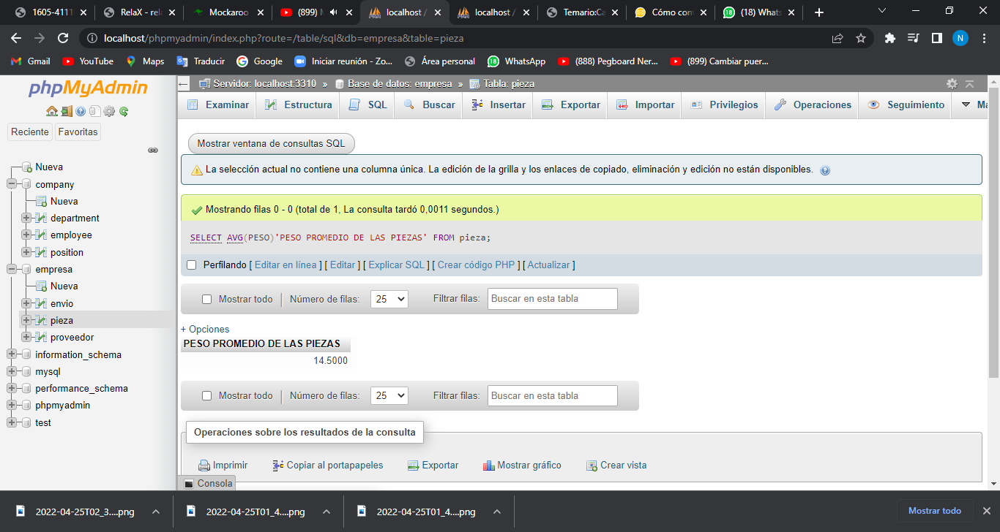 1605-4111
RelaX - rela
Mockaroo
(899) M
localhost /
localhost /
Temario:Ca
Cómo con
(18) Whats
localhost/phpmyadmin/index.php?route=/table/sql&db=empresa&table=pieza
N
Gmail
YouTube
Maps
Traducir
Google
Iniciar reunión - Zo...
Área personal
WhatsApp
(888) Pegboard Ner...
(899) Cambiar puer...
phpMyAdmin
Reciente
Favoritas
Nueva
company
Nueva
department
employee
position
empresa
Nueva
envio
pieza
proveedor
information_schema
mysql
performance_schema
phpmyadmin
test
Servidor: localhost:3310 » Base de datos: empresa » Tabla: pieza
Examinar
Estructura
SQL
Buscar
Insertar
Exportar
Importar
Privilegios
Operaciones
Seguimiento
Má
Mostrar ventana de consultas SQL
La selección actual no contiene una columna única. La edición de la grilla y los enlaces de copiado, eliminación y edición no están disponibles.
Mostrando filas 0 - 0 (total de 1, La consulta tardó 0,0011 segundos.)
SELECT AVG(PESO)'PESO PROMEDIO DE LAS PIEZAS' FROM pieza;
Perfilando [ Editar en línea ] [ Editar ] [ Explicar SQL ] [ Crear código PHP ] [ Actualizar ]
Mostrar todo
Número de filas:
25
Filtrar filas:
Buscar en esta tabla
+ Opciones
PESO PROMEDIO DE LAS PIEZAS
14.5000
Mostrar todo
Número de filas:
25
Filtrar filas:
Buscar en esta tabla
Operaciones sobre los resultados de la consulta
Imprimir
Copiar al portapapeles
Exportar
Mostrar gráfico
Crear vista
Consola
2022-04-25T02_3....png
2022-04-25T01_4....png
2022-04-25T01_4....png
Mostrar todo